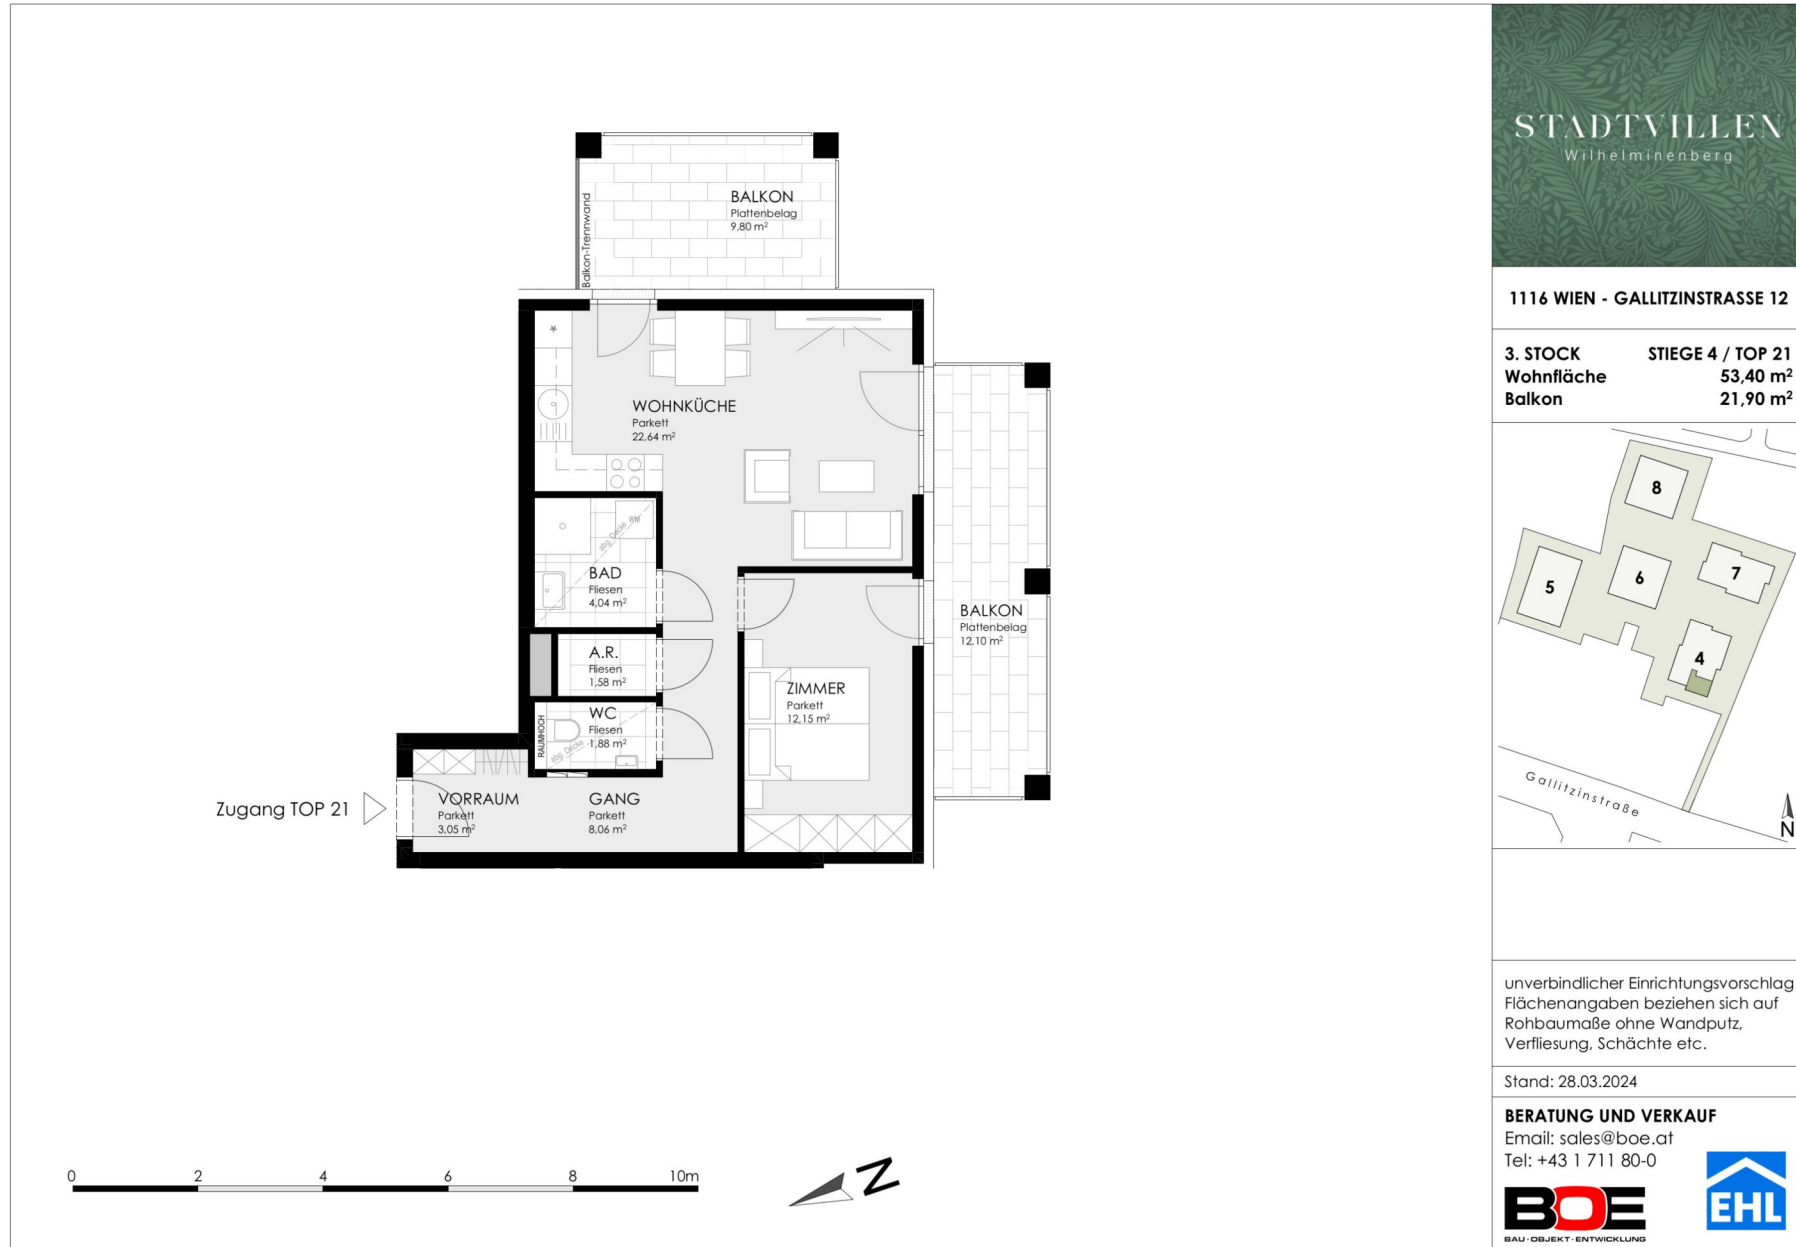 BALKON
Plattenbelag
9,80 m²
Balkon-Trennwand
WOHNKÜCHE
Parkett
22,64 m²
WM
abg. Decke
BAD
Fliesen
4,04 m²
A.R.
Fliesen
1,58 m²
RAUMHOCH
WC
Fliesen
1,88 m²
abg. Decke
BALKON
Plattenbelag
12,10 m²
ZIMMER
Parkett
12,15 m²
Zugang TOP 21
VORRAUM
Parkett
3,05 m²
GANG
Parkett
8,06 m²
0 2 4 6 8 10m
N
STADTVILLEN
Wilhelminenberg
1116 WIEN - GALLITZINSTRASSE 12
3. STOCK STIEGE 4 / TOP 21
Wohnfläche 53,40 m²
Balkon 21,90 m²
8
5
6
7
4
Gallitzinstraße
N
unverbindlicher Einrichtungsvorschlag
Flächenangaben beziehen sich auf
Rohbaumaße ohne Wandputz,
Verfliesung, Schächte etc.
Stand: 28.03.2024
BERATUNG UND VERKAUF
Email: sales@boe.at
Tel: +43 1 711 80-0
BOE
BAU·OBJEKT·ENTWICKLUNG
EHL